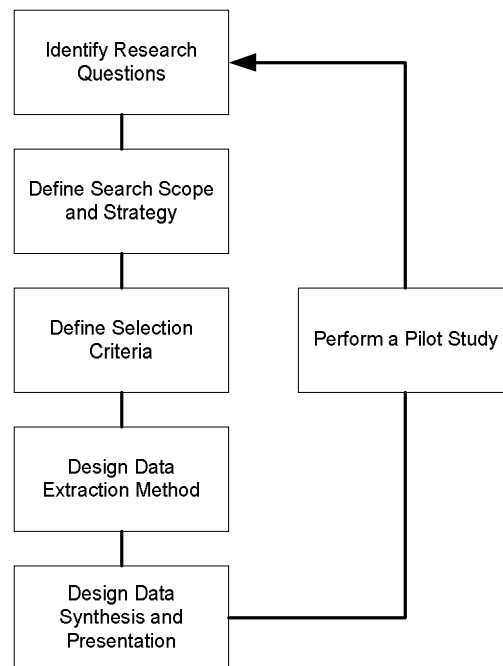 Identify Research
Questions
Define Search Scope
and Strategy
Define Selection
Criteria
Perform a Pilot Study
Design Data
Extraction Method
Design Data
Synthesis and
Presentation